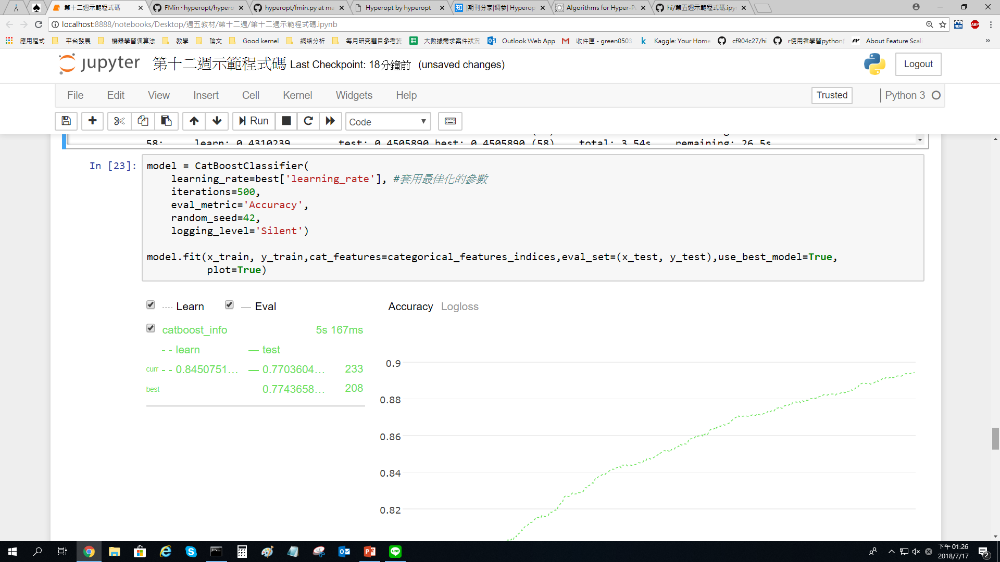 第十二週示範程式碼
FMin · hyperopt/hypero
hyperopt/fmin.py at ma
Hyperopt by hyperopt
知 |期刊分享|调参| Hyperop
Algorithms for Hyper-Pa
hi/第五週示範程式碼.ipyn
localhost:8888/notebooks/Desktop/週五教材/第十二週/第十二週示範程式碼.ipynb
NEW
ABP
應用程式 平台發展 機器學習演算法 教學 論文 Good kernel 網絡分析 每月研究題目參考資 大數據需求案件狀況 Outlook Web App 收件匣 - green0503 k Kaggle: Your Home cf904c27/hi r使用者學習python About Feature Scali »
jupyter 第十二週示範程式碼 Last Checkpoint: 18分鐘前 (unsaved changes)
Logout
File Edit View Insert Cell Kernel Widgets Help
Trusted
Python 3
Run
Code
58: learn: 0.4310239 test: 0.4505890 best: 0.4505890 (58) total: 3.54s remaining: 26.5s
In [23]:
model = CatBoostClassifier(
learning_rate=best['learning_rate'], #套用最佳化的參數
iterations=500,
eval_metric='Accuracy',
random_seed=42,
logging_level='Silent')
model.fit(x_train, y_train,cat_features=categorical_features_indices,eval_set=(x_test, y_test),use_best_model=True,
plot=True)
Learn Eval
Accuracy Logloss
catboost_info 5s 167ms
-- learn — test
curr -- 0.8450751… — 0.7703604… 233
best 0.7743658… 208
0.9
0.88
0.86
0.84
0.82
下午 01:26
2018/7/17
2